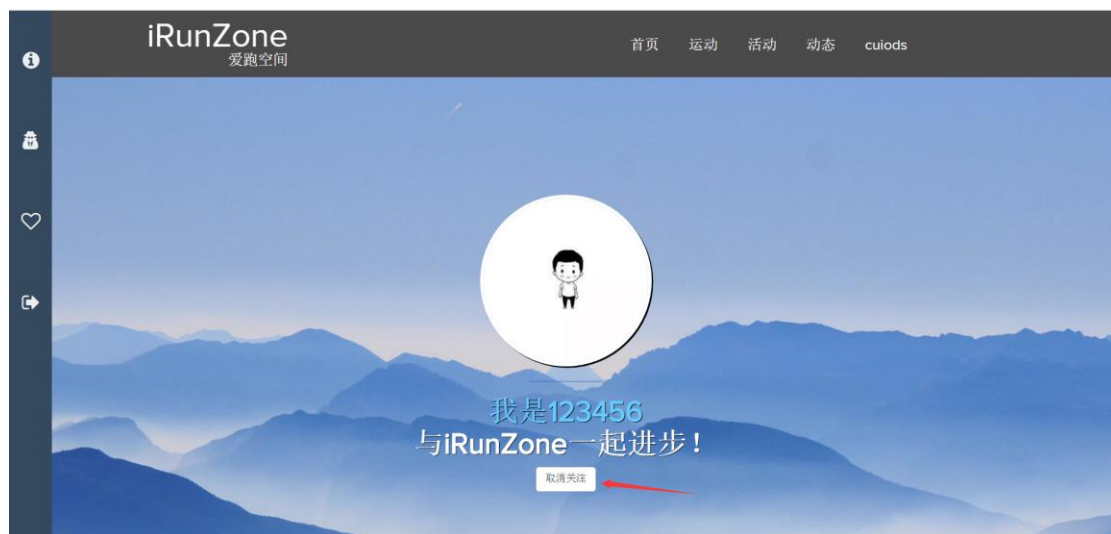 iRunZone
爱跑空间
首页 运动 活动 动态 cuiods
我是123456
与iRunZone一起进步！
取消关注